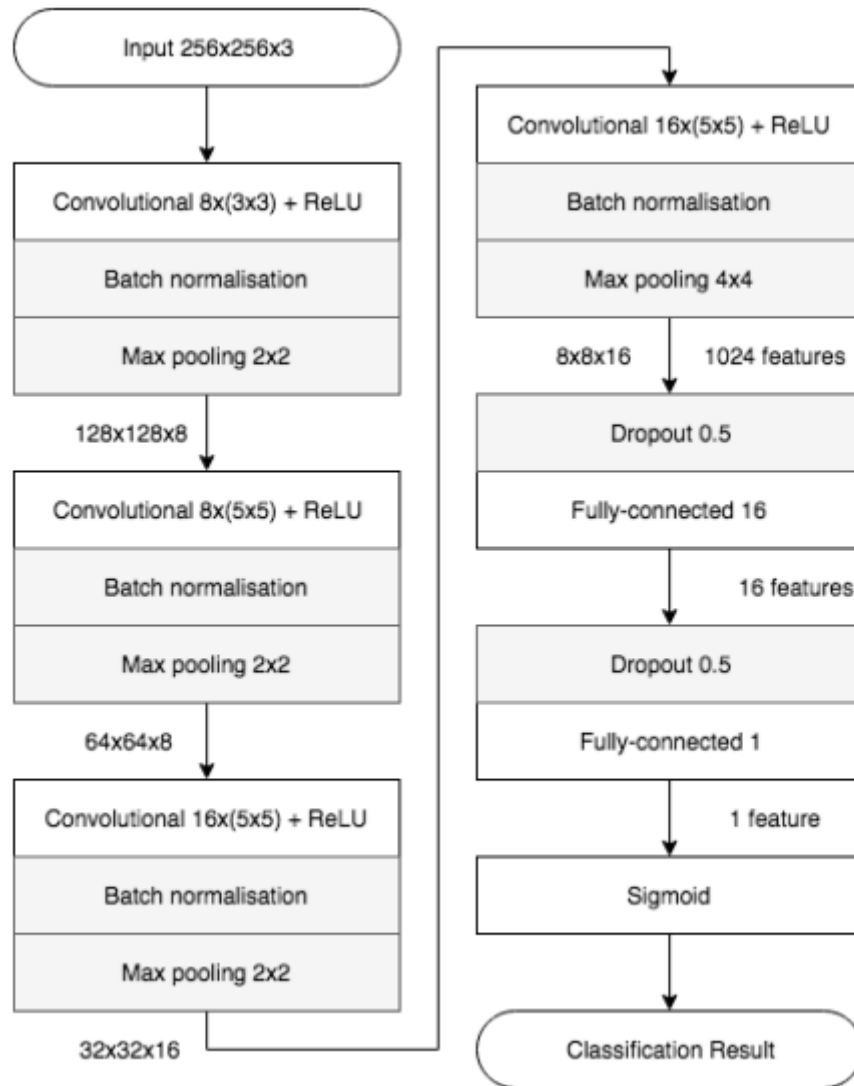 Input 256x256x3
Convolutional 8x(3x3) + ReLU
Batch normalisation
Max pooling 2x2
128x128x8
Convolutional 8x(5x5) + ReLU
Batch normalisation
Max pooling 2x2
64x64x8
Convolutional 16x(5x5) + ReLU
Batch normalisation
Max pooling 2x2
32x32x16
Convolutional 16x(5x5) + ReLU
Batch normalisation
Max pooling 4x4
8x8x16 1024 features
Dropout 0.5
Fully-connected 16
16 features
Dropout 0.5
Fully-connected 1
1 feature
Sigmoid
Classification Result